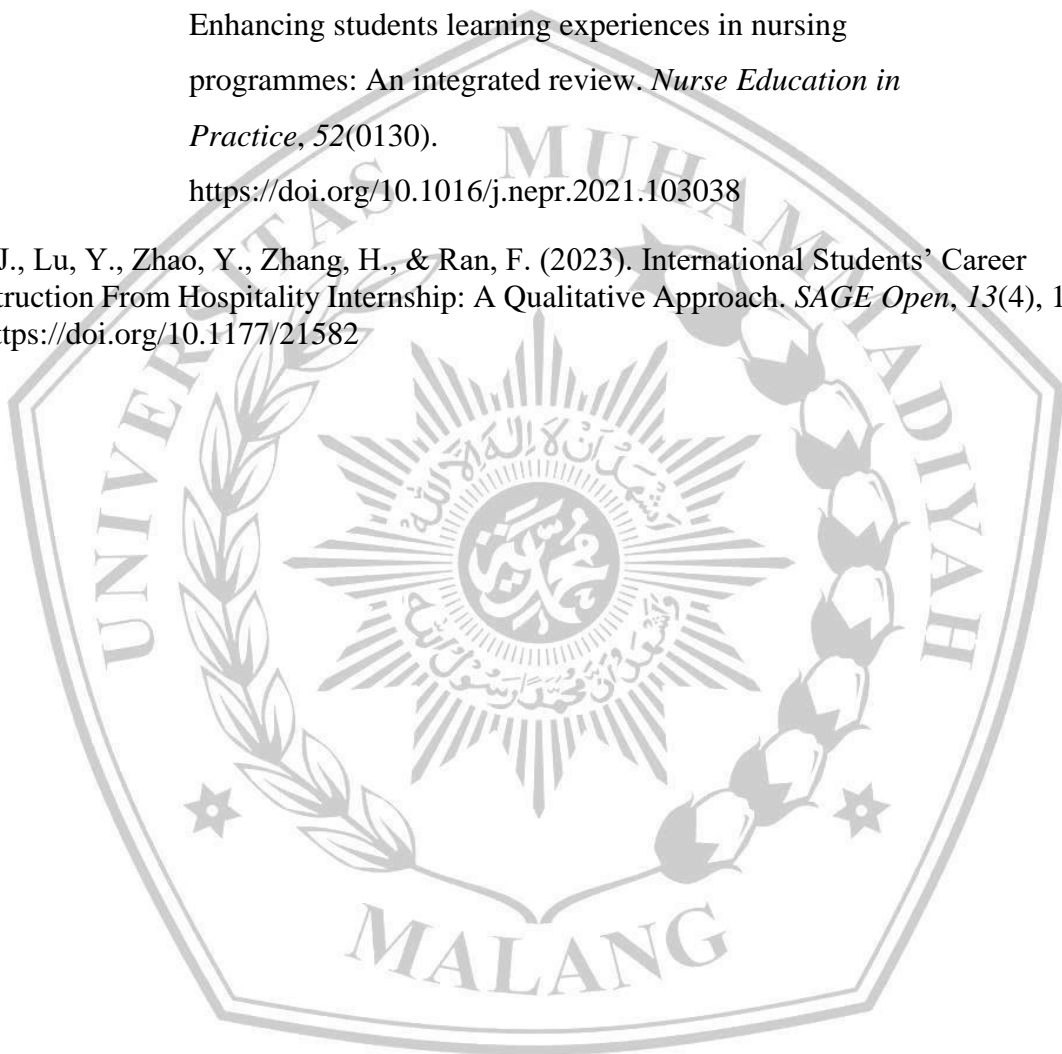 Enhancing students learning experiences in nursing
programmes: An integrated review. Nurse Education in
Practice, 52(0130).
https://doi.org/10.1016/j.nepr.2021.103038
J., Lu, Y., Zhao, Y., Zhang, H., & Ran, F. (2023). International Students’ Career
truction From Hospitality Internship: A Qualitative Approach. SAGE Open, 13(4), 1
ttps://doi.org/10.1177/21582
UNIVERSITAS MUHAMMADIYAH
MALANG